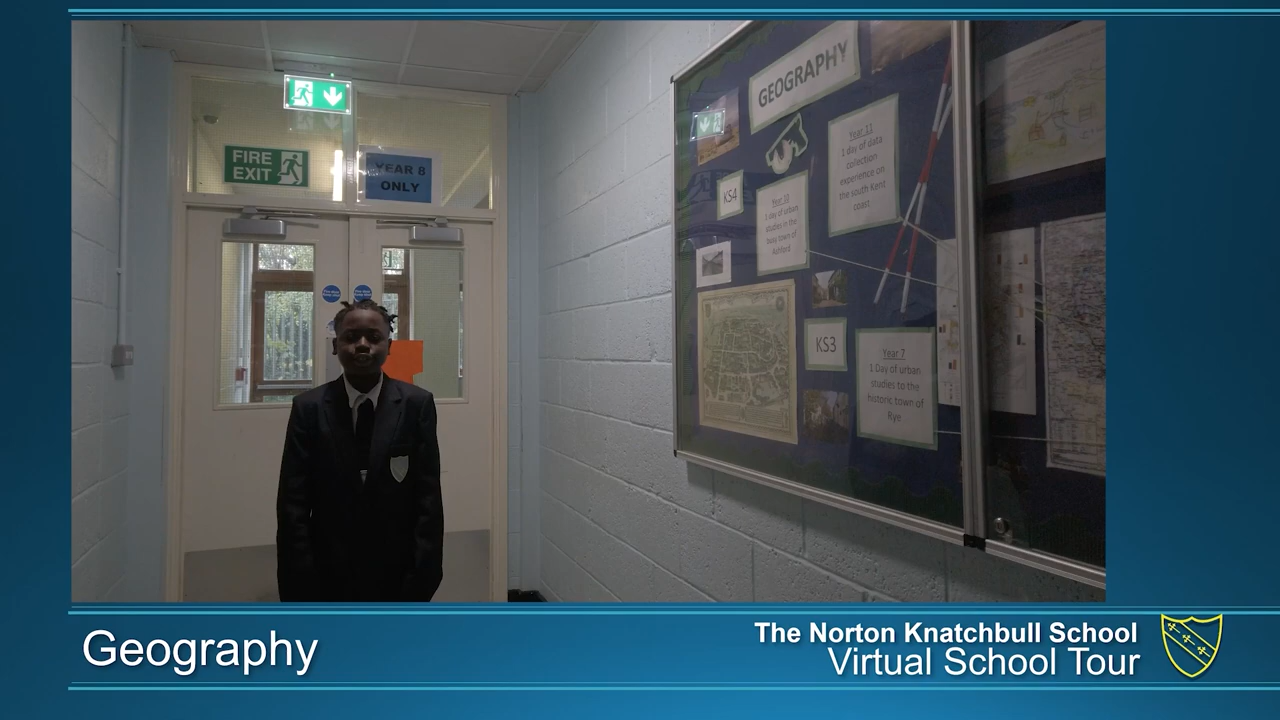 FIRE
EXIT
YEAR 8
ONLY
GEOGRAPHY
Year 13
1 day of data
collection
experience on
the south Kent
coast
KS4
Year 10
1 day of urban
studies in the
busy town of
Ashford
KS3
Year 7
1 Day of urban
studies to the
historic town of
Rye
Geography
The Norton Knatchbull School
Virtual School Tour